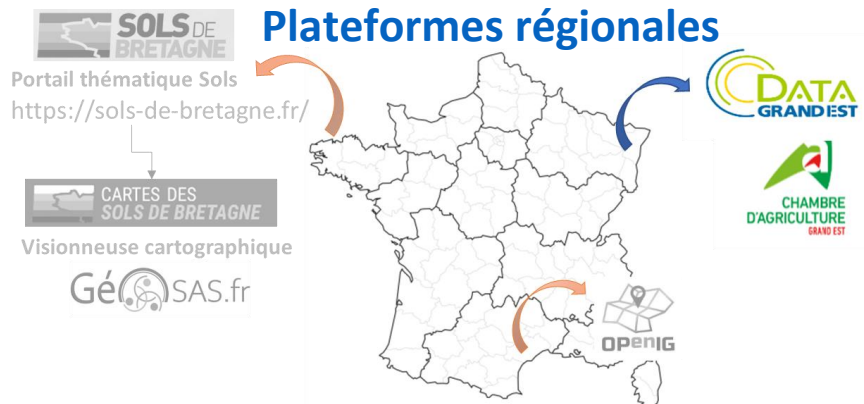 Plateformes régionales
SOLS DE
BRETAGNE
Portail thématique Sols
https://sols-de-bretagne.fr/
CARTES DES
SOLS DE BRETAGNE
Visionneuse cartographique
GéoSAS.fr
DATA
GRAND EST
CHAMBRE
D'AGRICULTURE
GRAND EST
OPenIG